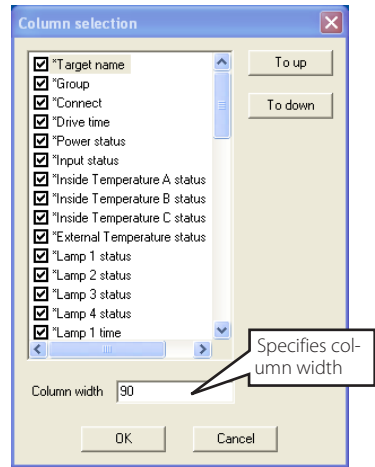 Column selection
*Target name
*Group
*Connect
*Drive time
*Power status
*Input status
*Inside Temperature A status
*Inside Temperature B status
*Inside Temperature C status
*External Temperature status
*Lamp 1 status
*Lamp 2 status
*Lamp 3 status
*Lamp 4 status
*Lamp 1 time
To up
To down
Specifies col-
umn width
Column width 90
OK Cancel